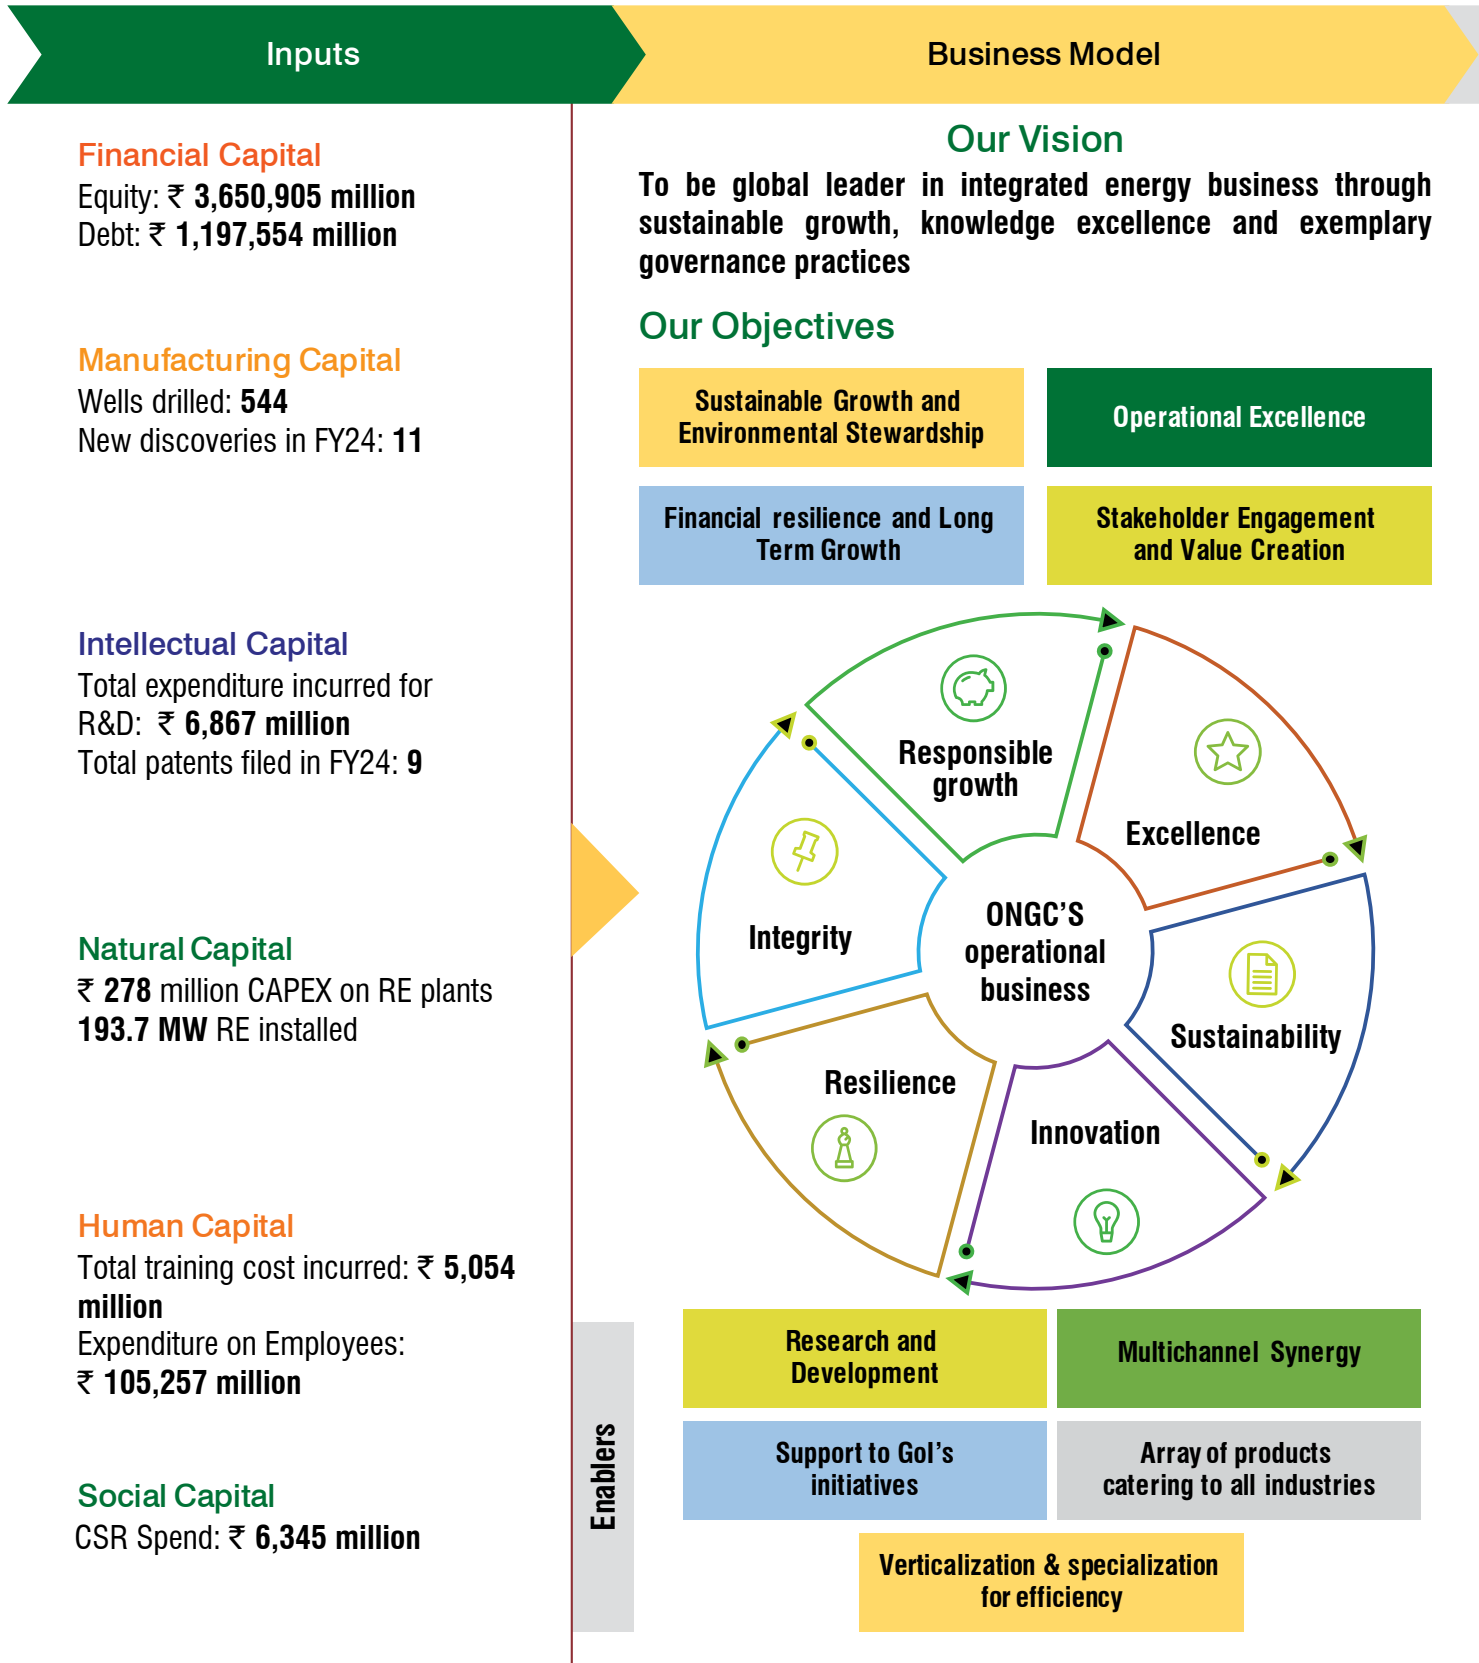 Inputs
Business Model
Financial Capital
Equity: ₹ 3,650,905 million
Debt: ₹ 1,197,554 million
Manufacturing Capital
Wells drilled: 544
New discoveries in FY24: 11
Intellectual Capital
Total expenditure incurred for
R&D: ₹ 6,867 million
Total patents filed in FY24: 9
Natural Capital
₹ 278 million CAPEX on RE plants
193.7 MW RE installed
Human Capital
Total training cost incurred: ₹ 5,054
million
Expenditure on Employees:
₹ 105,257 million
Social Capital
CSR Spend: ₹ 6,345 million
Our Vision
To be global leader in integrated energy business through
sustainable growth, knowledge excellence and exemplary
governance practices
Our Objectives
Sustainable Growth and
Environmental Stewardship
Operational Excellence
Financial resilience and Long
Term Growth
Stakeholder Engagement
and Value Creation
Responsible
growth
Excellence
Integrity
ONGC’S
operational
business
Sustainability
Resilience
Innovation
Enablers
Research and
Development
Multichannel Synergy
Support to GoI’s
initiatives
Array of products
catering to all industries
Verticalization & specialization
for efficiency